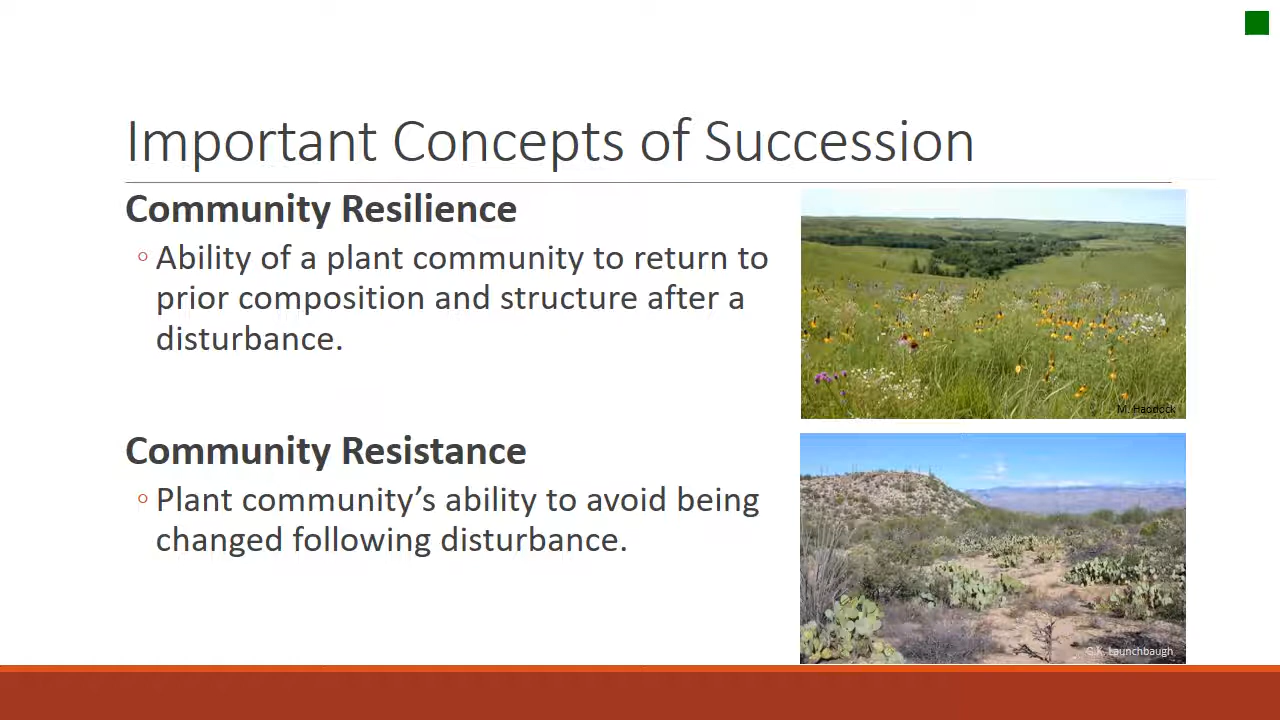 Important Concepts of Succession
Community Resilience
◦ Ability of a plant community to return to
prior composition and structure after a
disturbance.
M. Haddock
Community Resistance
◦ Plant community’s ability to avoid being
changed following disturbance.
K. Launchbaugh